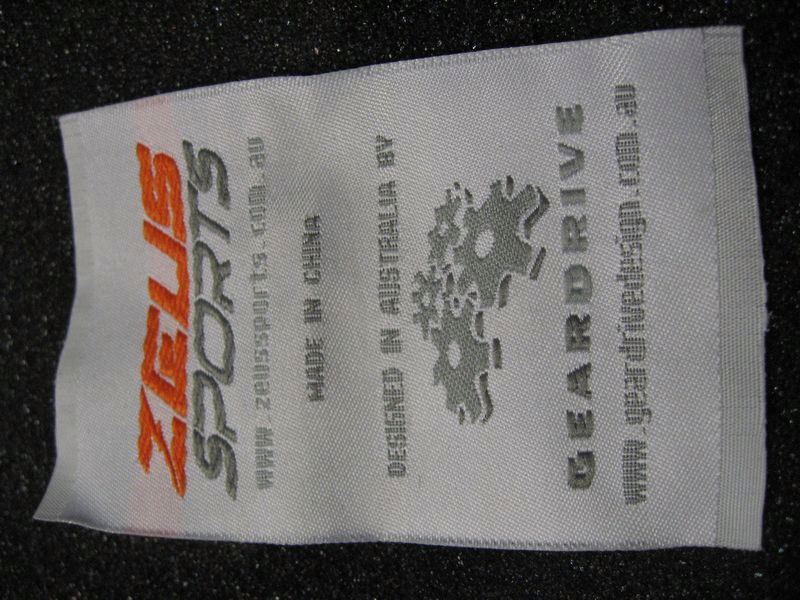 ZEUS
SPORTS
www.zeussports.com.au
MADE IN CHINA
DESIGNED IN AUSTRALIA BY
GEARDRIVE
www.geardrivedesign.com.au